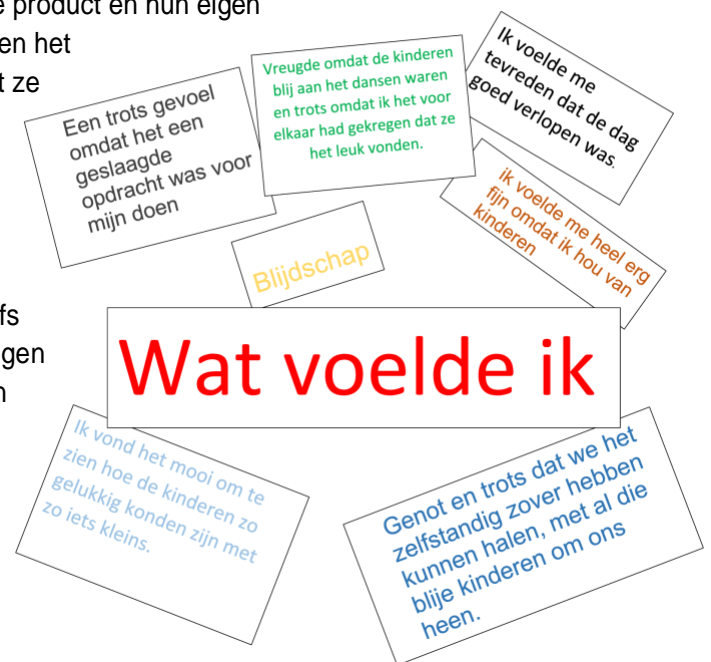 e product en hun eigen
en het
t ze
fs
gen
n
Een trots gevoel
omdat het een
geslaagde
opdracht was voor
mijn doen
Vreugde omdat de kinderen
blij aan het dansen waren
en trots omdat ik het voor
elkaar had gekregen dat ze
het leuk vonden.
Ik voelde me
tevreden dat de dag
goed verlopen was.
ik voelde me heel erg
fijn omdat ik hou van
kinderen
Blijdschap
Wat voelde ik
Ik vond het mooi om te
zien hoe de kinderen zo
gelukkig konden zijn met
zo iets kleins.
Genot en trots dat we het
zelfstandig zover hebben
kunnen halen, met al die
blije kinderen om ons
heen.